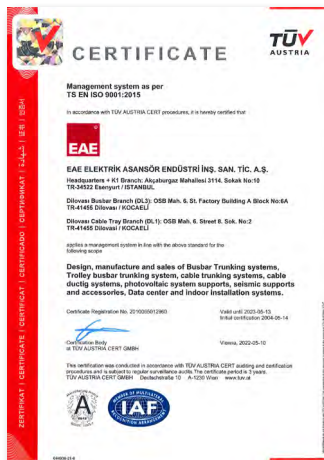 CERTIFICATE
TÜV
AUSTRIA
Management system as per
TS EN ISO 9001:2015
In accordance with TÜV AUSTRIA CERT procedures, it is hereby certified that
EAE
EAE ELEKTRİK ASANSÖR ENDÜSTRİ İNŞ. SAN. TİC. A.Ş.
Headquarters + K1 Branch: Akçaburgaz Mahallesi 3114. Sokak No:10
TR-34522 Esenyurt / ISTANBUL
Dilovası Busbar Branch (DL3): OSB Mah. 6. St. Factory Building A Block No:6A
TR-41455 Dilovası / KOCAELİ
Dilovası Cable Tray Branch (DL1): OSB Mah. 6. Street 8. Sok. No:2
TR-41455 Dilovası / KOCAELİ
applies a management system in line with the above standard for the
following scope
Design, manufacture and sales of Busbar Trunking systems,
Trolley busbar trunking system, cable trunking systems, cable
ductig systems, photovoltaic system supports, seismic supports
and accessories, Data center and indoor installation systems.
Certificate Registration No.
Valid until: 2023-05-13
Initial certification 2004-05-14
Certification Body
at TÜV AUSTRIA CERT GMBH
Vienna, 2022-05-10
This certification was conducted in accordance with TÜV AUSTRIA CERT auditing and certification
procedures and is subject to regular surveillance audits. The certificate period is 3 years.
TÜV AUSTRIA CERT GMBH Deutschstraße 10 A-1230 Wien www.tuv.at
IAF
ZERTIFIKAT | CERTIFICATE | CERTIFICAT | CERTIFICADO | СЕРТИФИКАТ